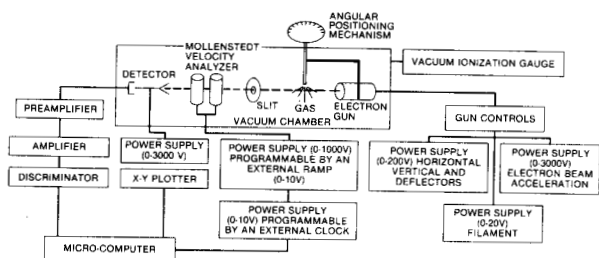 ANGULAR
POSITIONING
MECHANISM
MOLLENSTEDT
VELOCITY
ANALYZER
DETECTOR
SLIT
GAS
ELECTRON
GUN
VACUUM CHAMBER
VACUUM IONIZATION GAUGE
PREAMPLIFIER
AMPLIFIER
DISCRIMINATOR
POWER SUPPLY
(0-3000 V)
X-Y PLOTTER
POWER SUPPLY (0-1000V)
PROGRAMMABLE BY AN
EXTERNAL RAMP
(0-10V)
POWER SUPPLY
(0-10V) PROGRAMMABLE
BY AN EXTERNAL CLOCK
MICRO-COMPUTER
GUN CONTROLS
POWER SUPPLY
(0-200V) HORIZONTAL
VERTICAL AND
DEFLECTORS
POWER SUPPLY
(0-3000V)
ELECTRON BEAM
ACCELERATION
POWER SUPPLY
(0-20V)
FILAMENT